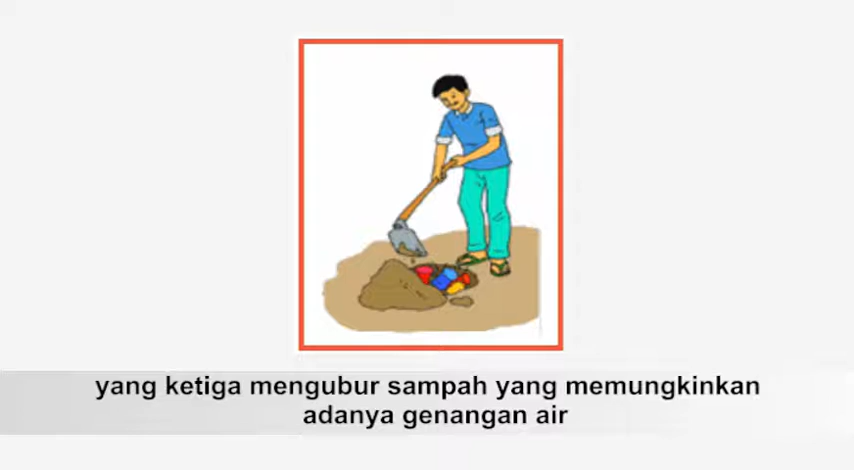 yang ketiga mengubur sampah yang memungkinkan
adanya genangan air